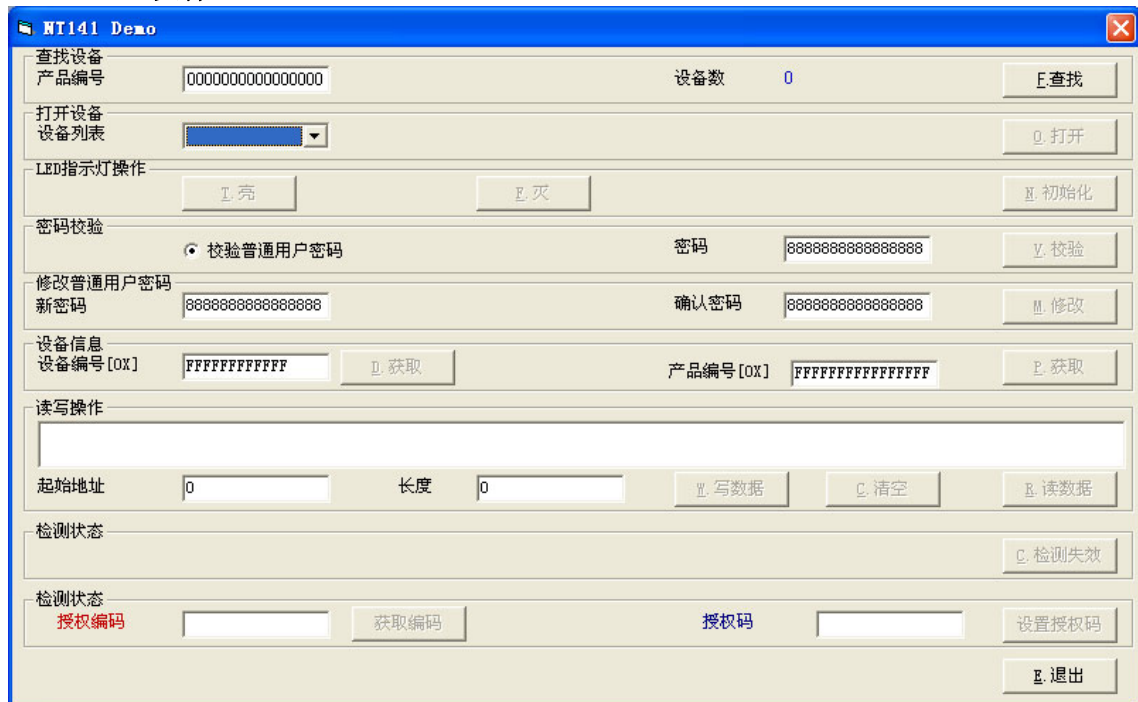 NT141 Demo
查找设备
产品编号 0000000000000000 设备数 0 F.查找
打开设备
设备列表 O.打开
LED指示灯操作
T.亮 F.灭 N.初始化
密码校验
校验普通用户密码 密码 8888888888888888 V.校验
修改普通用户密码
新密码 8888888888888888 确认密码 8888888888888888 M.修改
设备信息
设备编号[0X] FFFFFFFFFFFF D.获取 产品编号[0X] FFFFFFFFFFFFFFFF P.获取
读写操作
起始地址 0 长度 0 W.写数据 C.清空 R.读数据
检测状态
C.检测失效
检测状态
授权编码 获取编码 授权码 设置授权码
E.退出